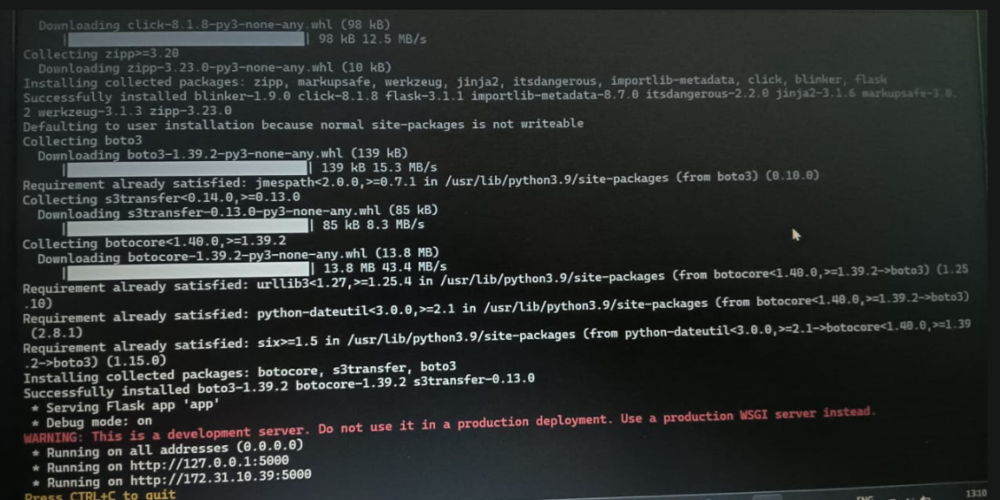 Downloading click-8.1.8-py3-none-any.whl (98 kB)
| 98 kB 12.5 MB/s
Collecting zipp>=3.20
Downloading zipp-3.23.0-py3-none-any.whl (10 kB)
Installing collected packages: zipp, markupsafe, werkzeug, jinja2, itsdangerous, importlib-metadata, click, blinker, flask
Successfully installed blinker-1.9.0 click-8.1.8 flask-3.1.1 importlib-metadata-8.7.0 itsdangerous-2.2.0 jinja2-3.1.6 markupsafe-3.0.
2 werkzeug-3.1.3 zipp-3.23.0
Defaulting to user installation because normal site-packages is not writeable
Collecting boto3
Downloading boto3-1.39.2-py3-none-any.whl (139 kB)
| 139 kB 15.3 MB/s
Requirement already satisfied: jmespath<2.0.0,>=0.7.1 in /usr/lib/python3.9/site-packages (from boto3) (0.10.0)
Collecting s3transfer<0.14.0,>=0.13.0
Downloading s3transfer-0.13.0-py3-none-any.whl (85 kB)
| 85 kB 8.3 MB/s
Collecting botocore<1.40.0,>=1.39.2
Downloading botocore-1.39.2-py3-none-any.whl (13.8 MB)
| 13.8 MB 43.4 MB/s
Requirement already satisfied: urllib3<1.27,>=1.25.4 in /usr/lib/python3.9/site-packages (from botocore<1.40.0,>=1.39.2->boto3) (1.25
.10)
Requirement already satisfied: python-dateutil<3.0.0,>=2.1 in /usr/lib/python3.9/site-packages (from botocore<1.40.0,>=1.39.2->boto3)
(2.8.1)
Requirement already satisfied: six>=1.5 in /usr/lib/python3.9/site-packages (from python-dateutil<3.0.0,>=2.1->botocore<1.40.0,>=1.39
.2->boto3) (1.15.0)
Installing collected packages: botocore, s3transfer, boto3
Successfully installed boto3-1.39.2 botocore-1.39.2 s3transfer-0.13.0
* Serving Flask app 'app'
* Debug mode: on
WARNING: This is a development server. Do not use it in a production deployment. Use a production WSGI server instead.
* Running on all addresses (0.0.0.0)
* Running on http://127.0.0.1:5000
* Running on http://172.31.10.39:5000
Press CTRL+C to quit
ENG
13:10